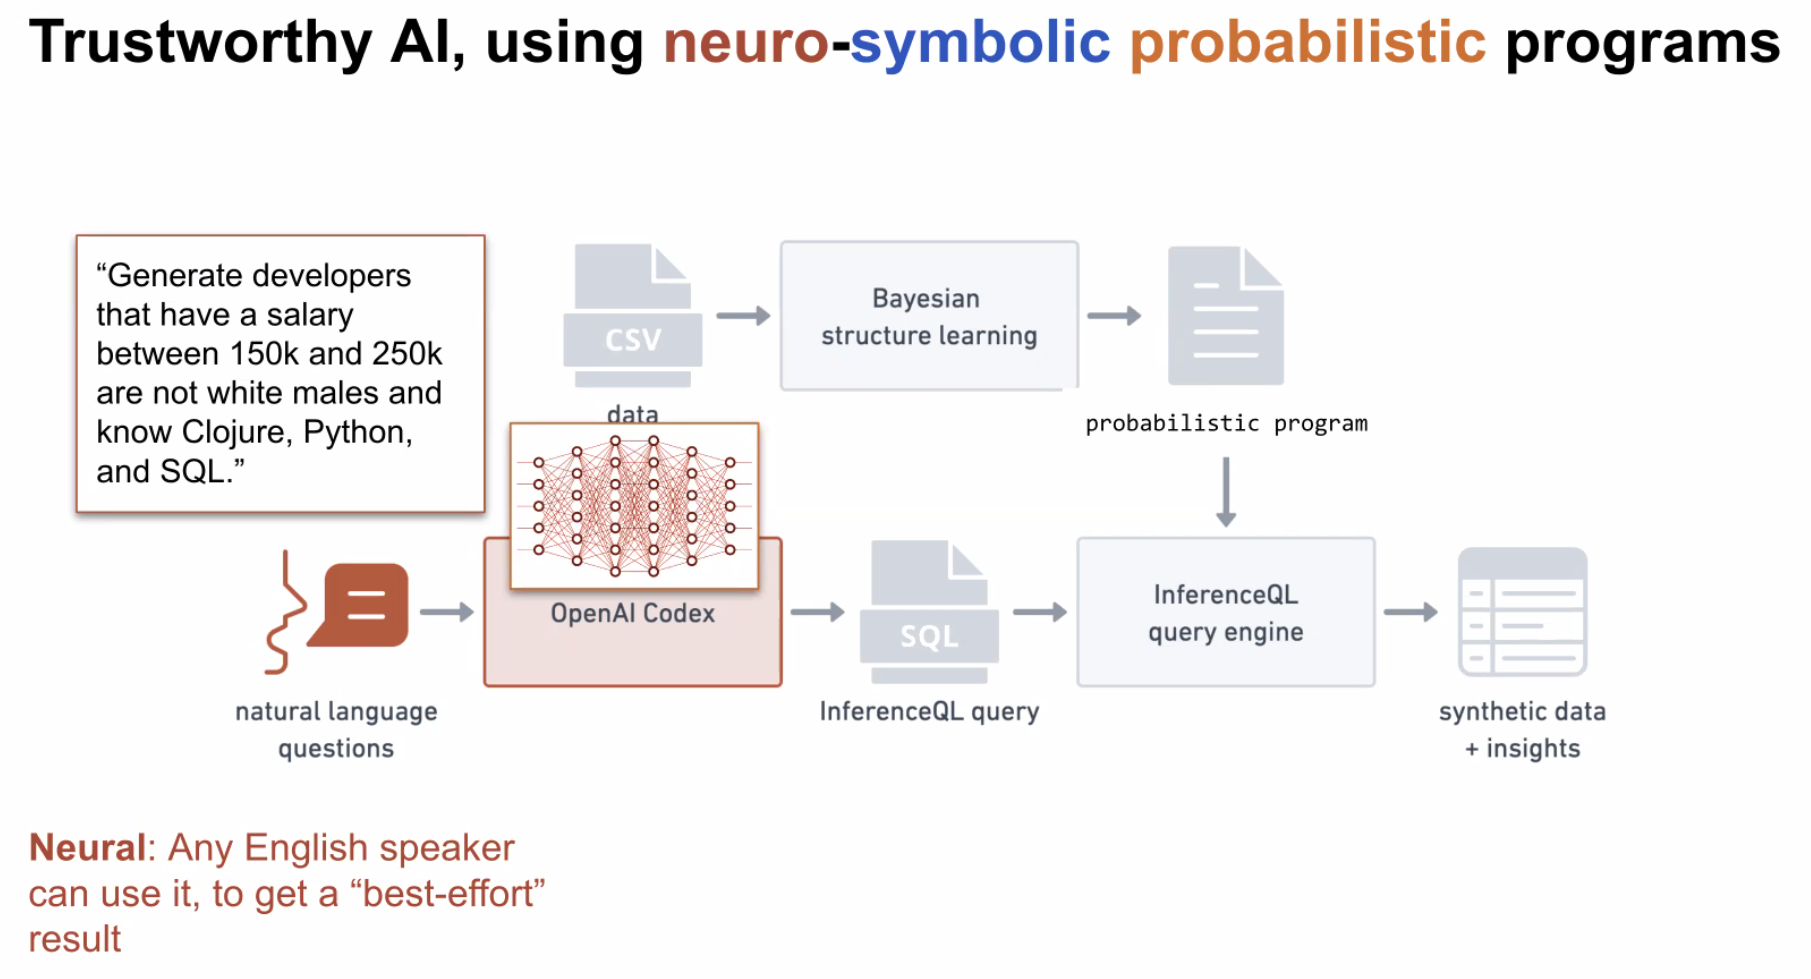 Trustworthy AI, using neuro-symbolic probabilistic programs
“Generate developers
that have a salary
between 150k and 250k
are not white males and
know Clojure, Python,
and SQL.”
CSV
data
Bayesian
structure learning
probabilistic program
natural language
questions
OpenAI Codex
SQL
InferenceQL query
InferenceQL
query engine
synthetic data
+ insights
Neural: Any English speaker
can use it, to get a “best-effort”
result